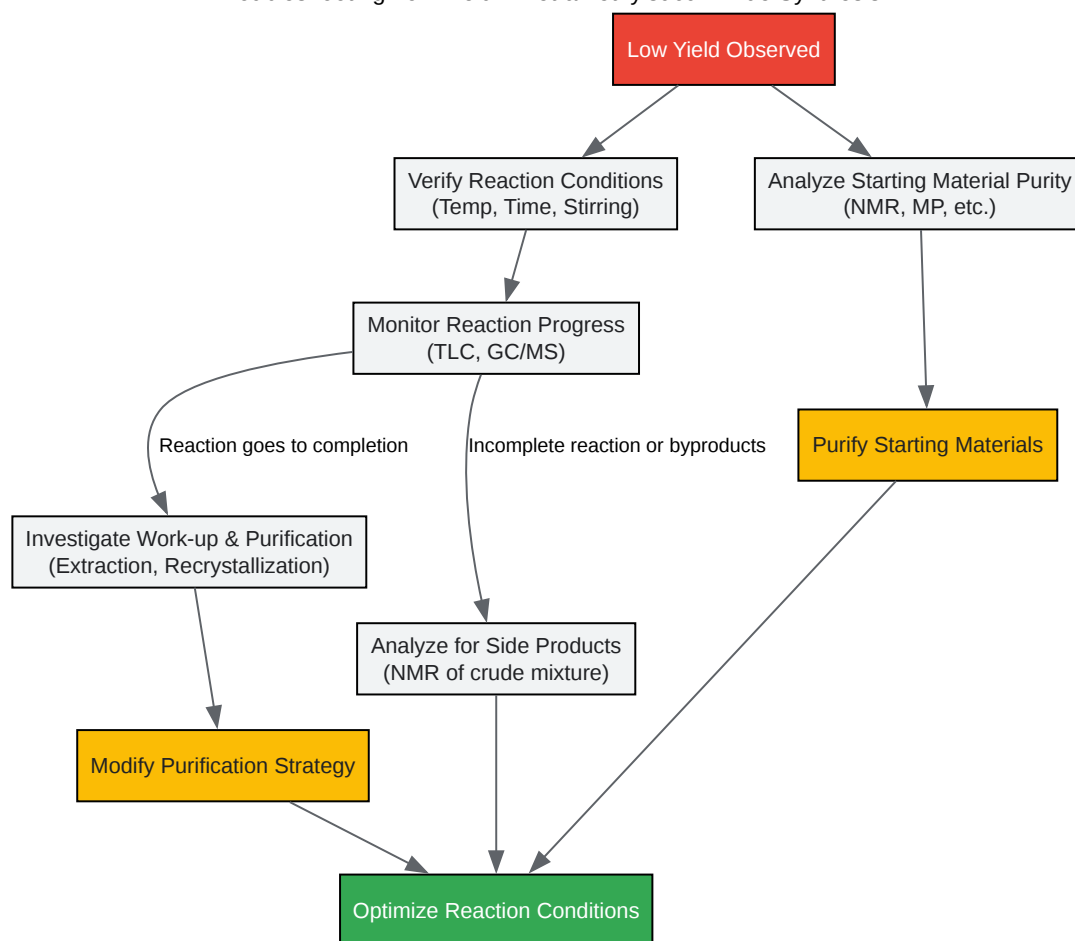 Low Yield Observed
Verify Reaction Conditions
(Temp, Time, Stirring)
Analyze Starting Material Purity
(NMR, MP, etc.)
Monitor Reaction Progress
(TLC, GC/MS)
Reaction goes to completion
Incomplete reaction or byproducts
Purify Starting Materials
Investigate Work-up & Purification
(Extraction, Recrystallization)
Analyze for Side Products
(NMR of crude mixture)
Modify Purification Strategy
Optimize Reaction Conditions